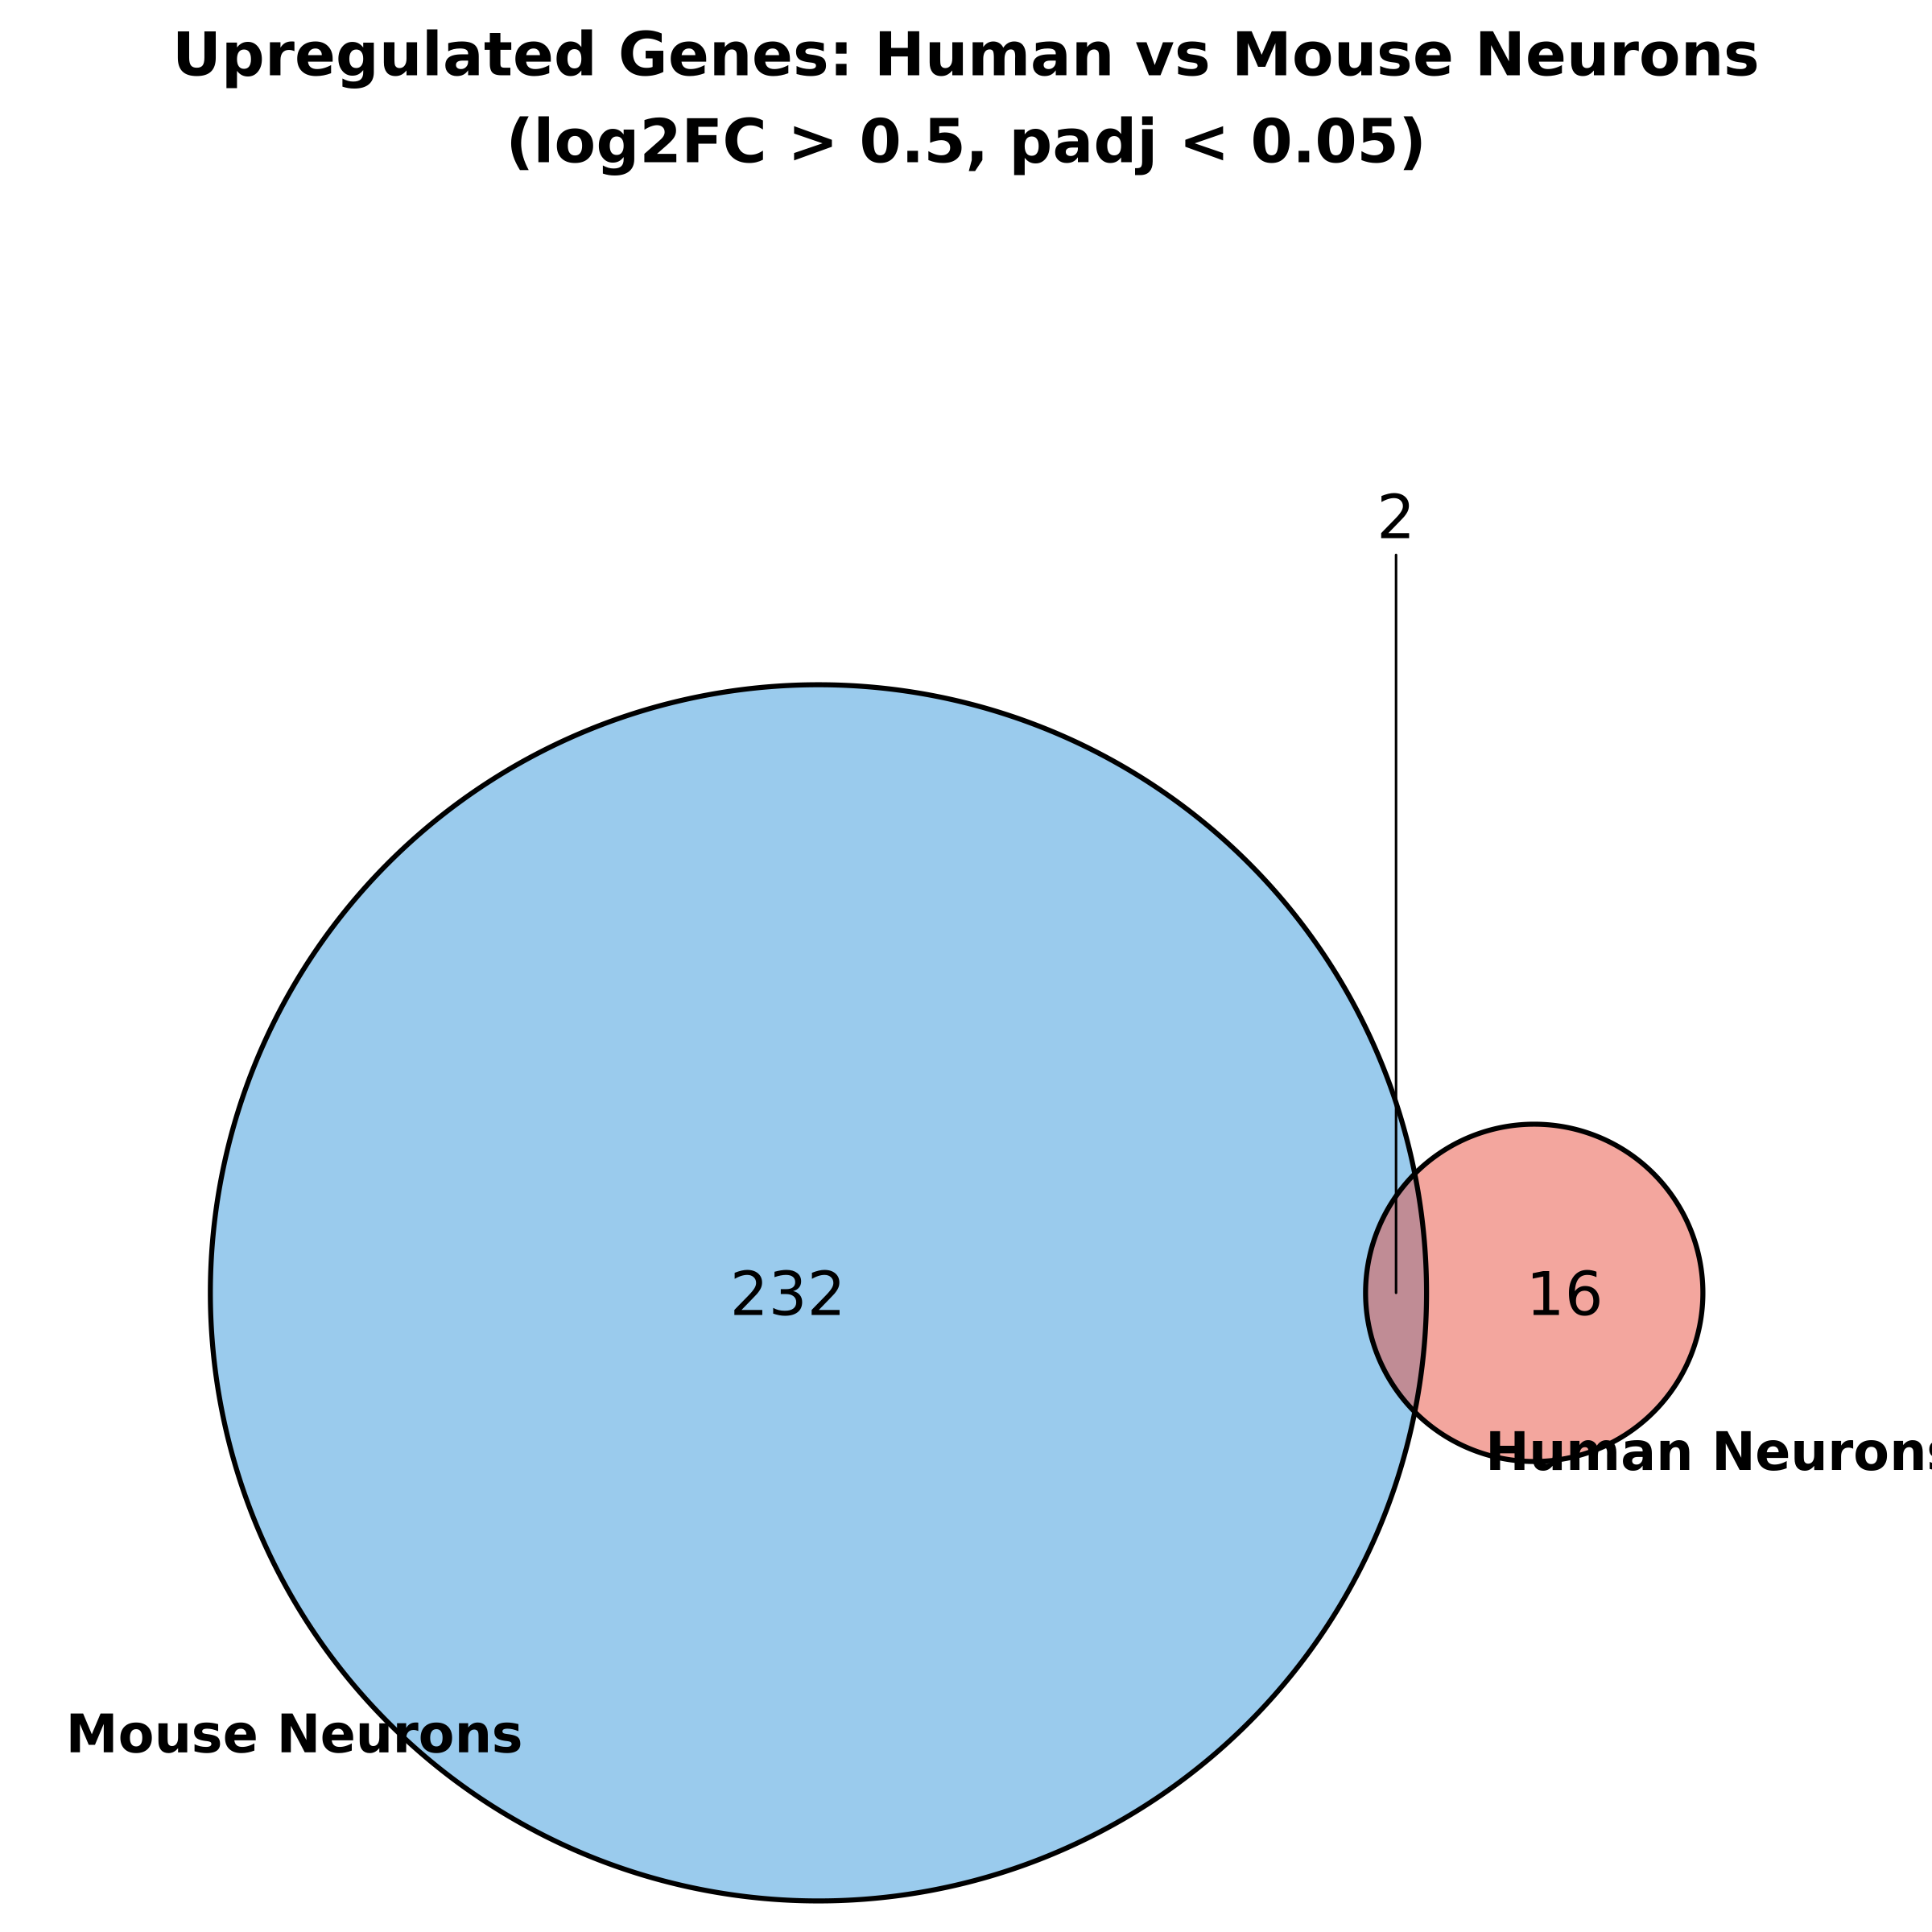 Upregulated Genes: Human vs Mouse Neurons
(log2FC > 0.5, padj < 0.05)
2
232
16
Human Neurons
Mouse Neurons